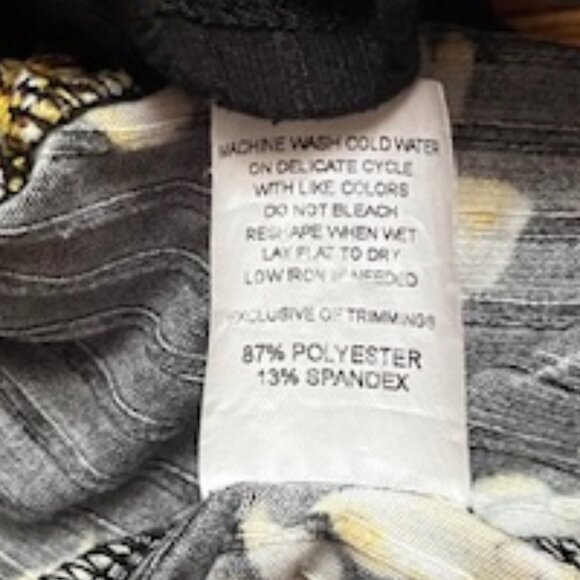 MACHINE WASH COLD WATER
ON DELICATE CYCLE
WITH LIKE COLORS
DO NOT BLEACH
RESHAPE WHEN WET
LAY FLAT TO DRY
LOW IRON IF NEEDED
EXCLUSIVE OF TRIMMINGS
87% POLYESTER
13% SPANDEX